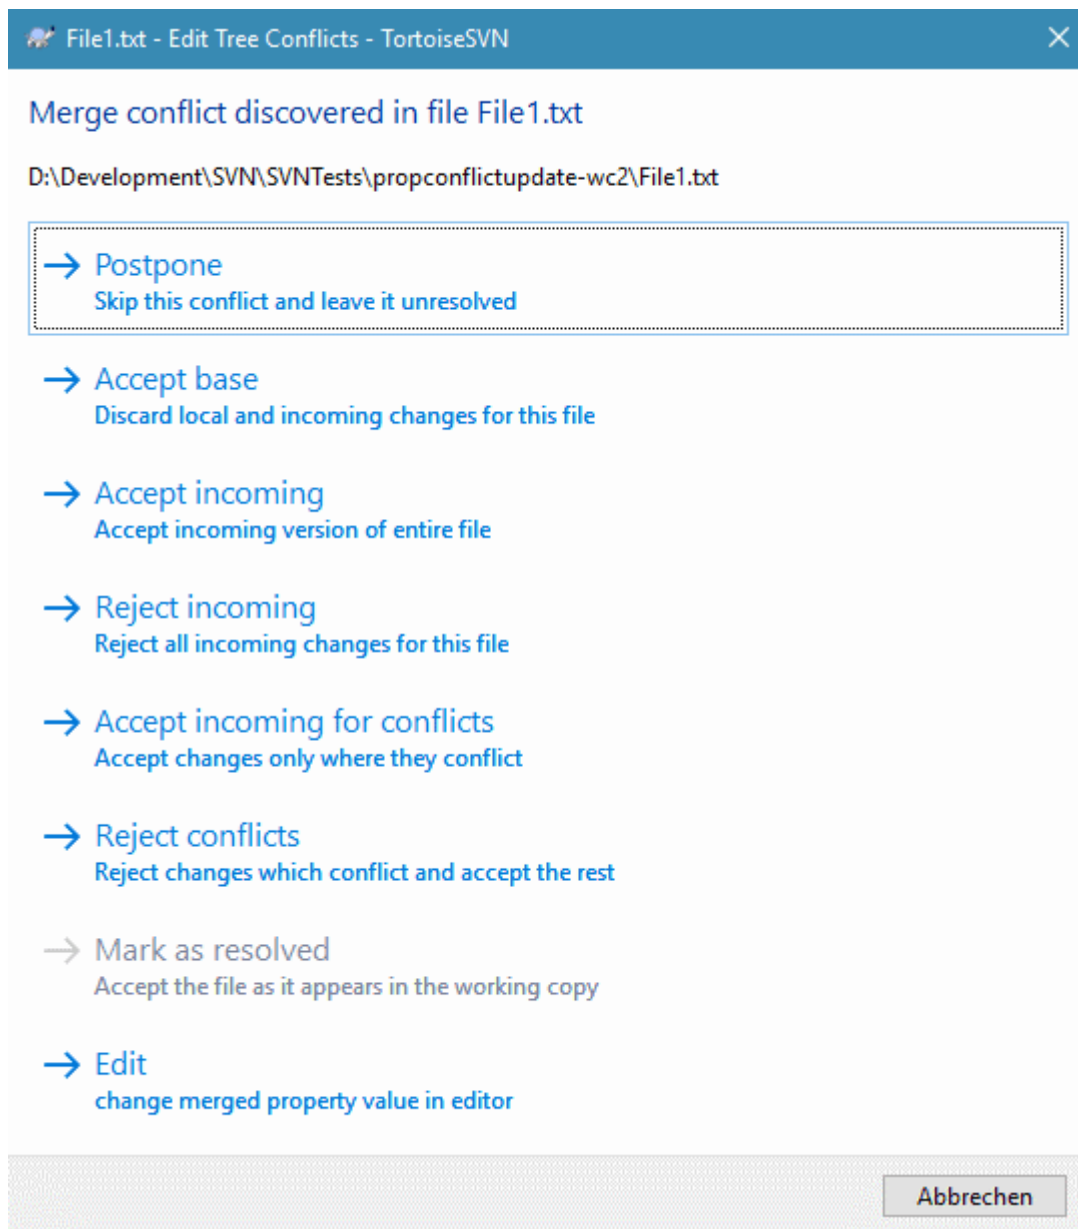 File1.txt - Edit Tree Conflicts - TortoiseSVN
Merge conflict discovered in file File1.txt
D:\Development\SVN\SVNTests\propconflictupdate-wc2\File1.txt
Postpone
Skip this conflict and leave it unresolved
Accept base
Discard local and incoming changes for this file
Accept incoming
Accept incoming version of entire file
Reject incoming
Reject all incoming changes for this file
Accept incoming for conflicts
Accept changes only where they conflict
Reject conflicts
Reject changes which conflict and accept the rest
Mark as resolved
Accept the file as it appears in the working copy
Edit
change merged property value in editor
Abbrechen